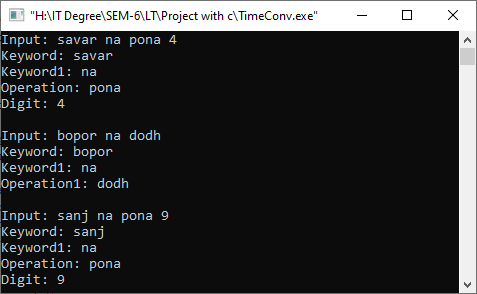 "H:\IT Degree\SEM-6\LT\Project with c\TimeConv.exe"
Input: savar na pona 4
Keyword: savar
Keyword1: na
Operation: pona
Digit: 4
Input: bopor na dodh
Keyword: bopor
Keyword1: na
Operation1: dodh
Input: sanj na pona 9
Keyword: sanj
Keyword1: na
Operation: pona
Digit: 9